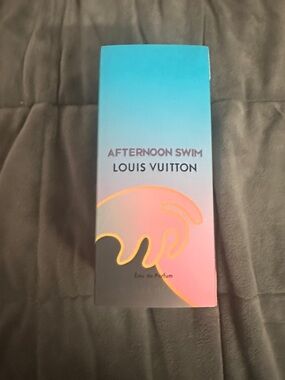 AFTERNOON SWIM
LOUIS VUITTON
Eau de Parfum